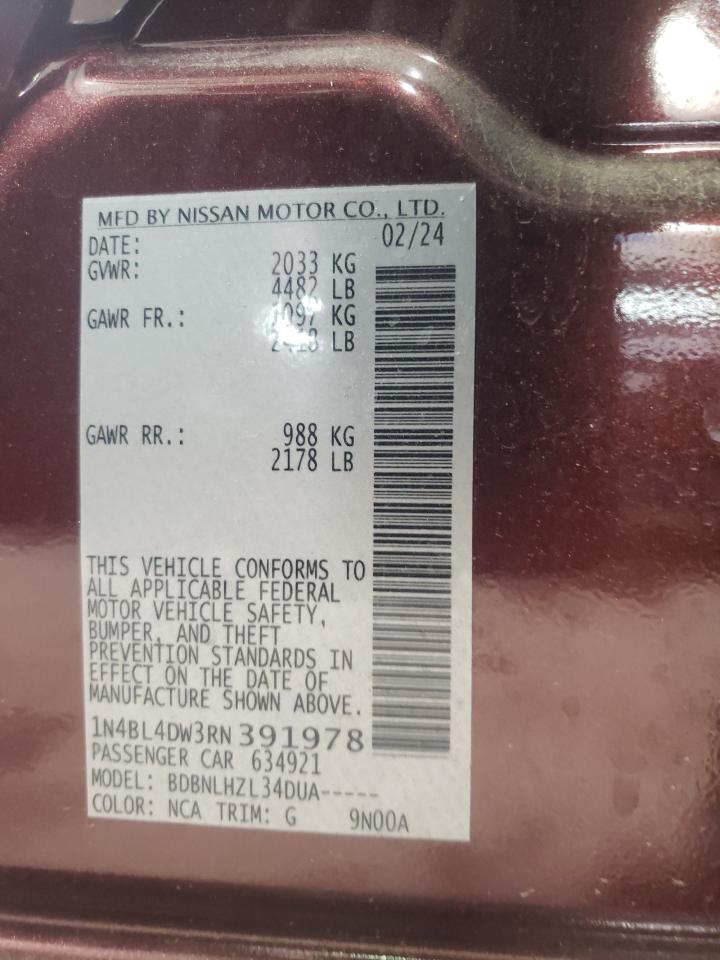 MFD BY NISSAN MOTOR CO., LTD.
DATE: 02/24
GVWR: 2033 KG
4482 LB
GAWR FR.: 1097 KG
2418 LB
GAWR RR.: 988 KG
2178 LB
THIS VEHICLE CONFORMS TO
ALL APPLICABLE FEDERAL
MOTOR VEHICLE SAFETY,
BUMPER, AND THEFT
PREVENTION STANDARDS IN
EFFECT ON THE DATE OF
MANUFACTURE SHOWN ABOVE.
1N4BL4DW3RN391978
PASSENGER CAR 634921
MODEL: BDBNLHZL34DUA-----
COLOR: NCA TRIM: G 9N00A